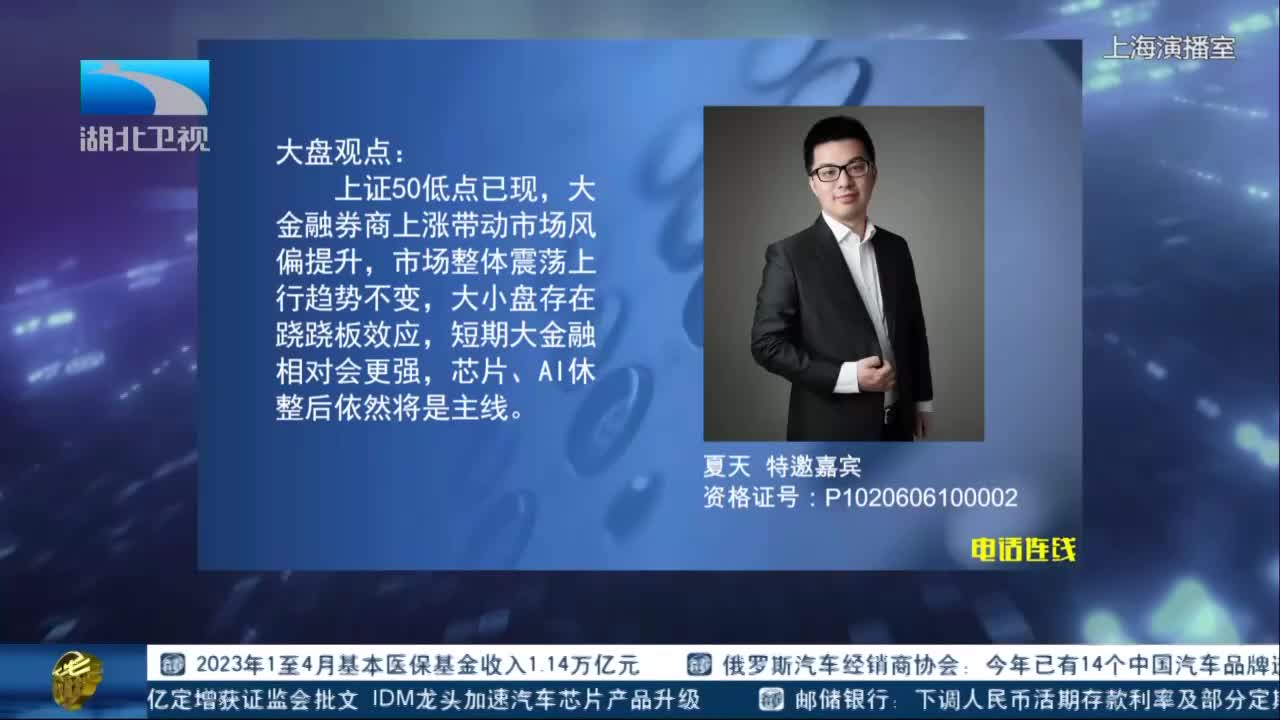 上海演播室
湖北卫视
大盘观点：
上证50低点已现，大
金融券商上涨带动市场风
偏提升，市场整体震荡上
行趋势不变，大小盘存在
跷跷板效应，短期大金融
相对会更强，芯片、AI休
整后依然将是主线。
夏天 特邀嘉宾
资格证号：P1020606100002
电话连线
2023年1至4月基本医保基金收入1.14万亿元 俄罗斯汽车经销商协会：今年已有14个中国汽车品牌
亿定增获证监会批文 IDM龙头加速汽车芯片产品升级 邮储银行：下调人民币活期存款利率及部分定